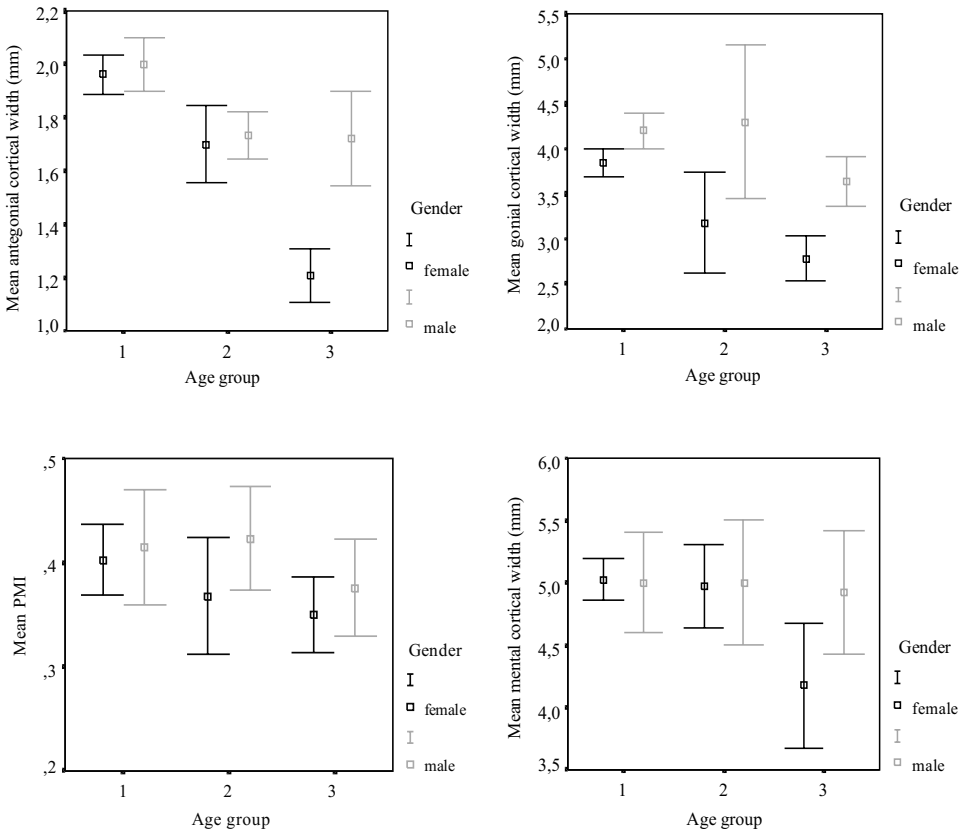 Mean antegonial cortical width (mm)
2,2
2,0
1,8
1,6
1,4
1,2
1,0
1 2 3
Age group
Gender
female
male
Mean gonial cortical width (mm)
5,5
5,0
4,5
4,0
3,5
3,0
2,5
2,0
1 2 3
Age group
Gender
female
male
Mean PMI
,5
,4
,3
,2
1 2 3
Age group
Gender
female
male
Mean mental cortical width (mm)
6,0
5,5
5,0
4,5
4,0
3,5
1 2 3
Age group
Gender
female
male